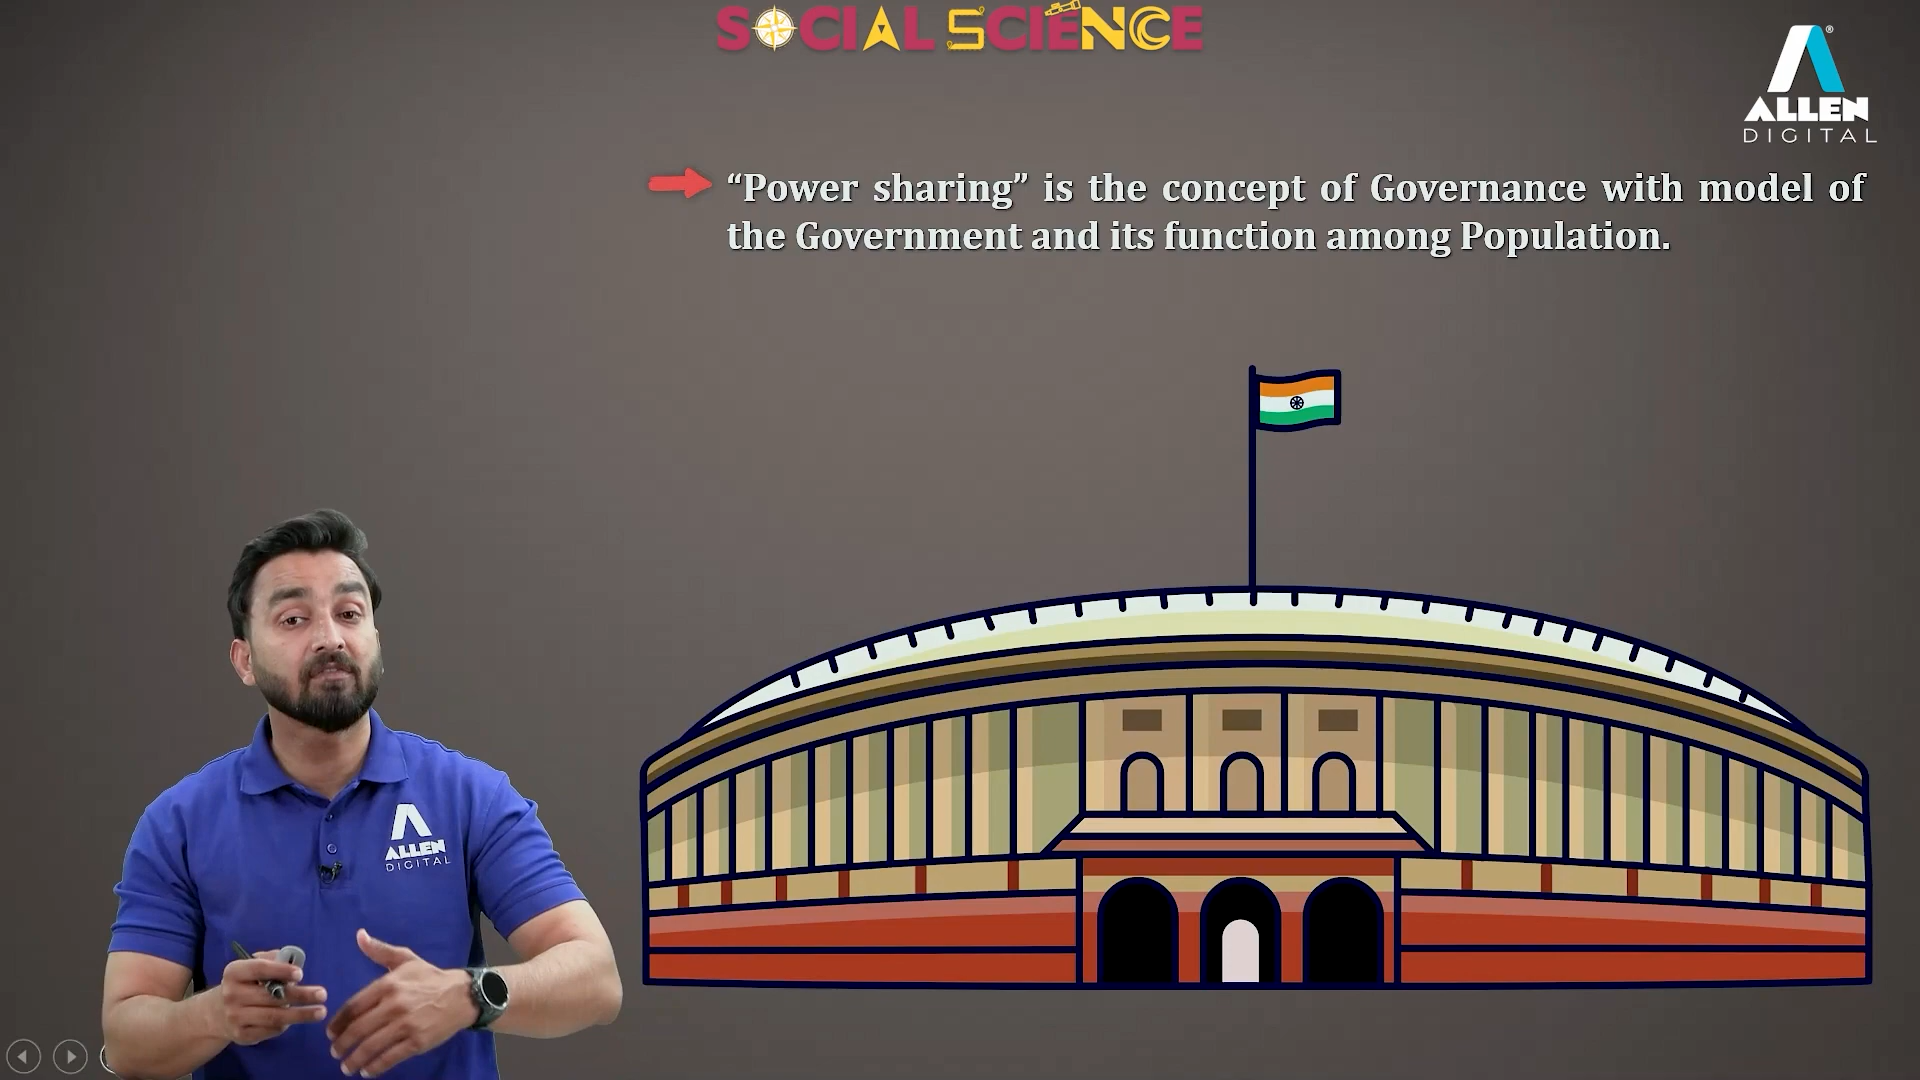 SOCIAL SCIENCE
ALLEN
DIGITAL
“Power sharing” is the concept of Governance with model of
the Government and its function among Population.
ALLEN
DIGITAL